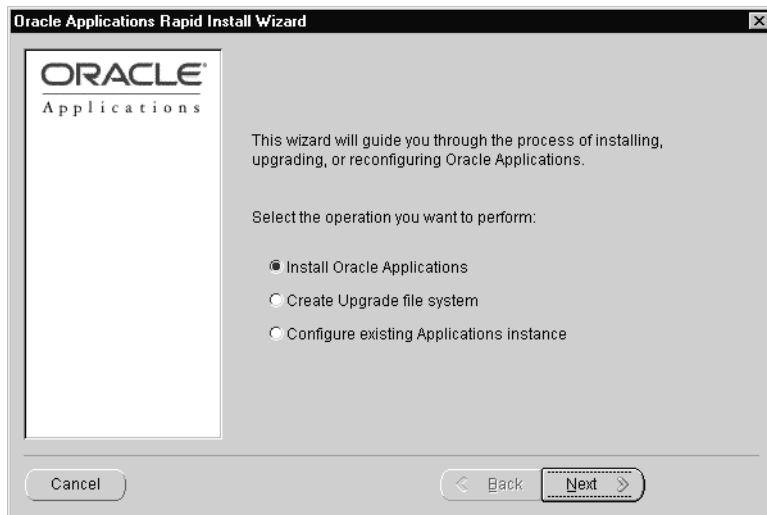 Oracle Applications Rapid Install Wizard
ORACLE
Applications
This wizard will guide you through the process of installing,
upgrading, or reconfiguring Oracle Applications.
Select the operation you want to perform:
Install Oracle Applications
Create Upgrade file system
Configure existing Applications instance
Cancel
Back
Next